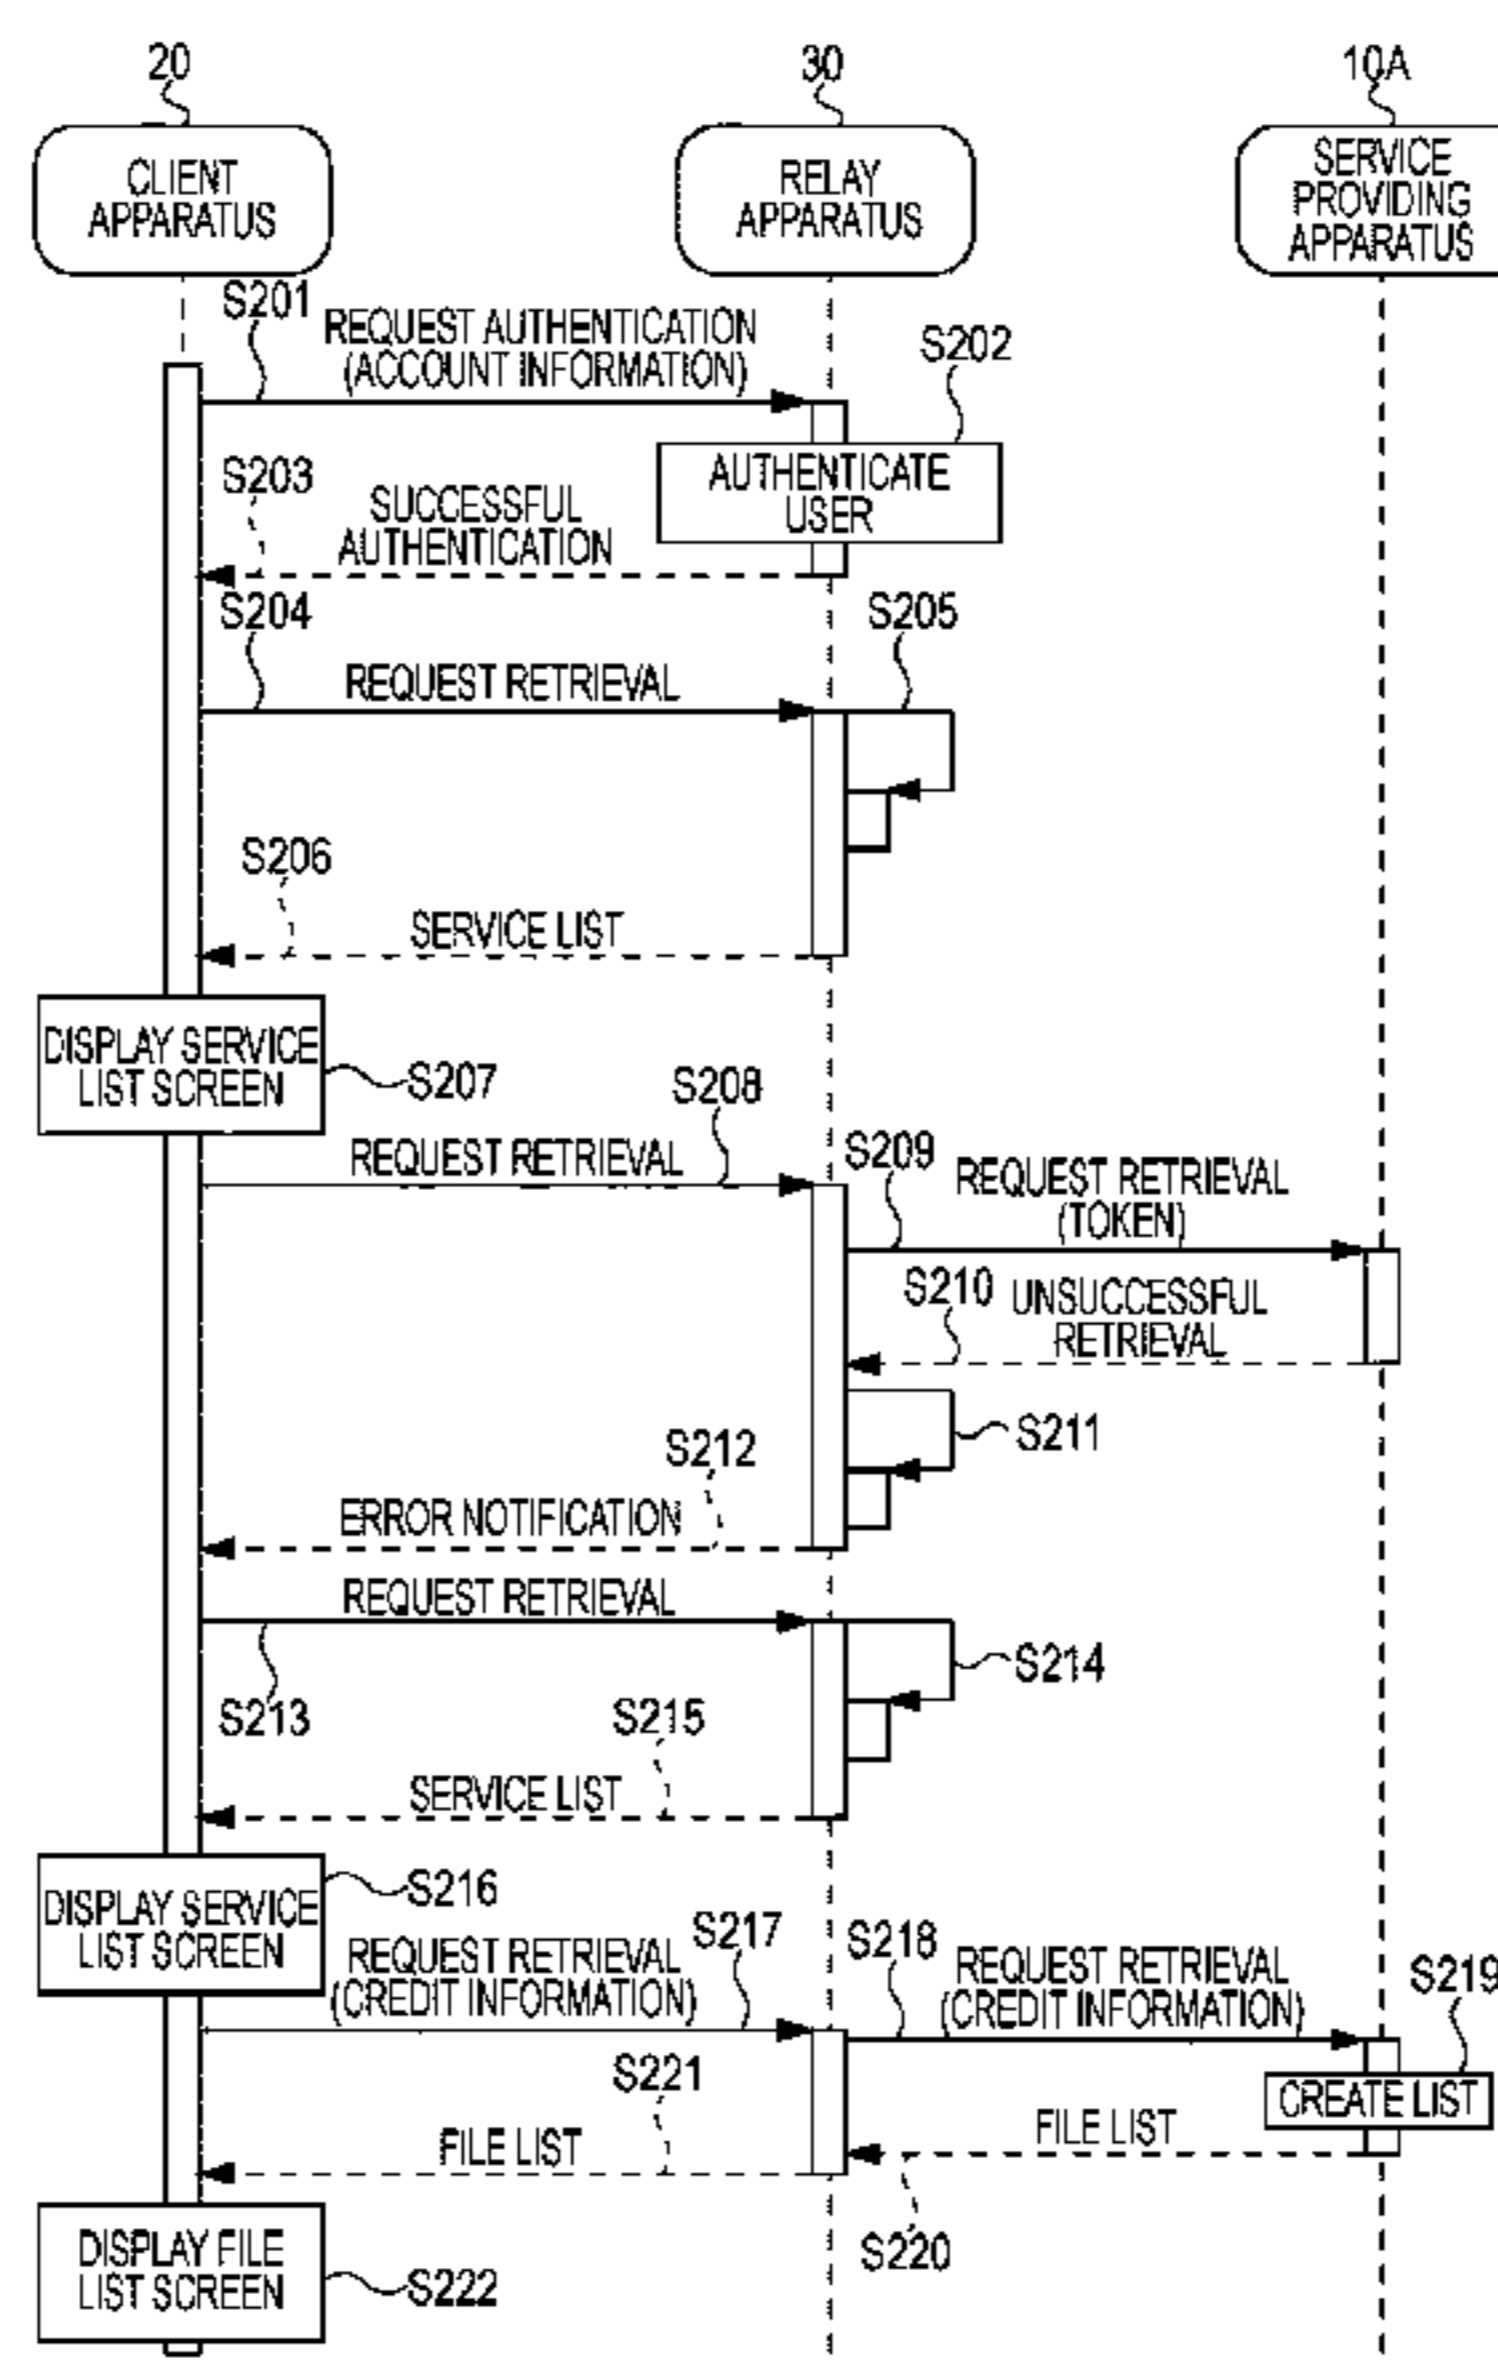 20
30
10A
CLIENT
APPARATUS
RELAY
APPARATUS
SERVICE
PROVIDING
APPARATUS
S201
REQUEST AUTHENTICATION
(ACCOUNT INFORMATION)
S202
AUTHENTICATE
USER
S203
SUCCESSFUL
AUTHENTICATION
S204
REQUEST RETRIEVAL
S205
S206
SERVICE LIST
DISPLAY SERVICE
LIST SCREEN
S207
S208
REQUEST RETRIEVAL
S209
REQUEST RETRIEVAL
(TOKEN)
S210
UNSUCCESSFUL
RETRIEVAL
S211
S212
ERROR NOTIFICATION
REQUEST RETRIEVAL
S213
S214
S215
SERVICE LIST
DISPLAY SERVICE
LIST SCREEN
S216
REQUEST RETRIEVAL
(CREDIT INFORMATION)
S217
S218
REQUEST RETRIEVAL
(CREDIT INFORMATION)
S219
CREATE LIST
FILE LIST
S220
S221
FILE LIST
DISPLAY FILE
LIST SCREEN
S222